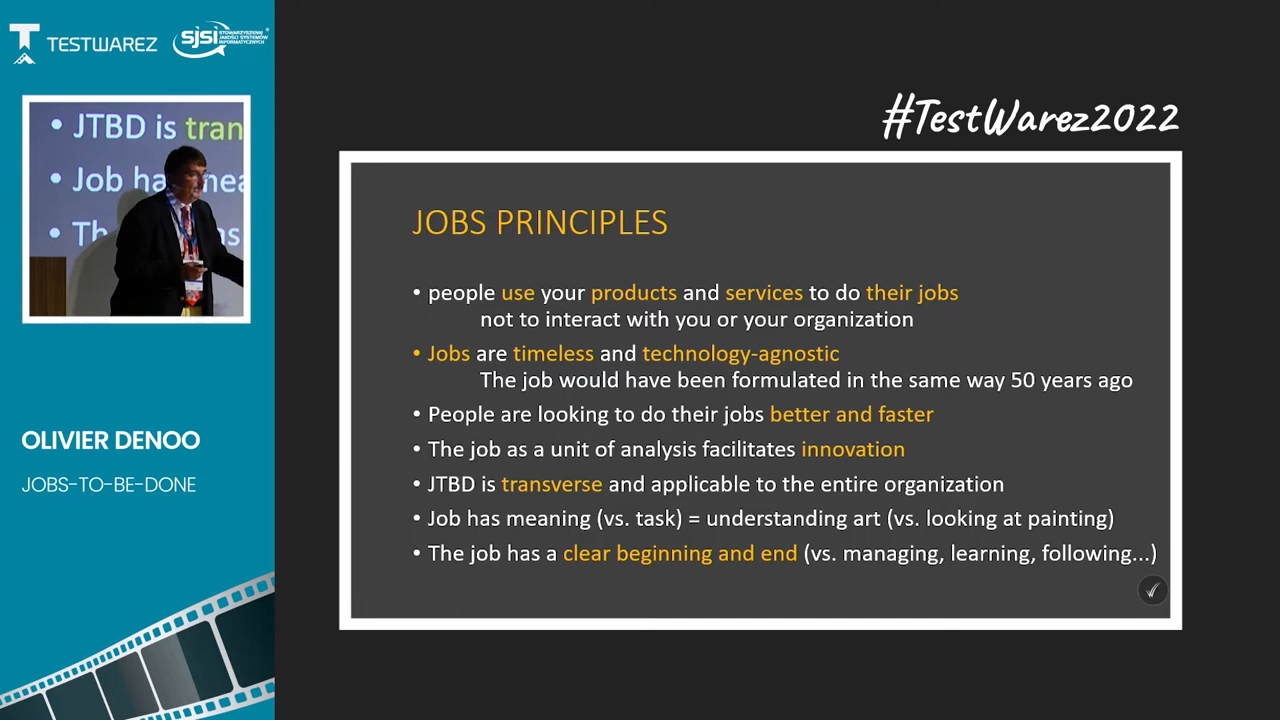 TESTWAREZ
sjsi
STOWARZYSZENIE
JAKOŚCI SYSTEMÓW
INFORMATYCZNYCH
• JTBD is tran
• Job ha
• Th
OLIVIER DENOO
JOBS-TO-BE-DONE
#TestWarez2022
JOBS PRINCIPLES
• people use your products and services to do their jobs
not to interact with you or your organization
• Jobs are timeless and technology-agnostic
The job would have been formulated in the same way 50 years ago
• People are looking to do their jobs better and faster
• The job as a unit of analysis facilitates innovation
• JTBD is transverse and applicable to the entire organization
• Job has meaning (vs. task) = understanding art (vs. looking at painting)
• The job has a clear beginning and end (vs. managing, learning, following...)